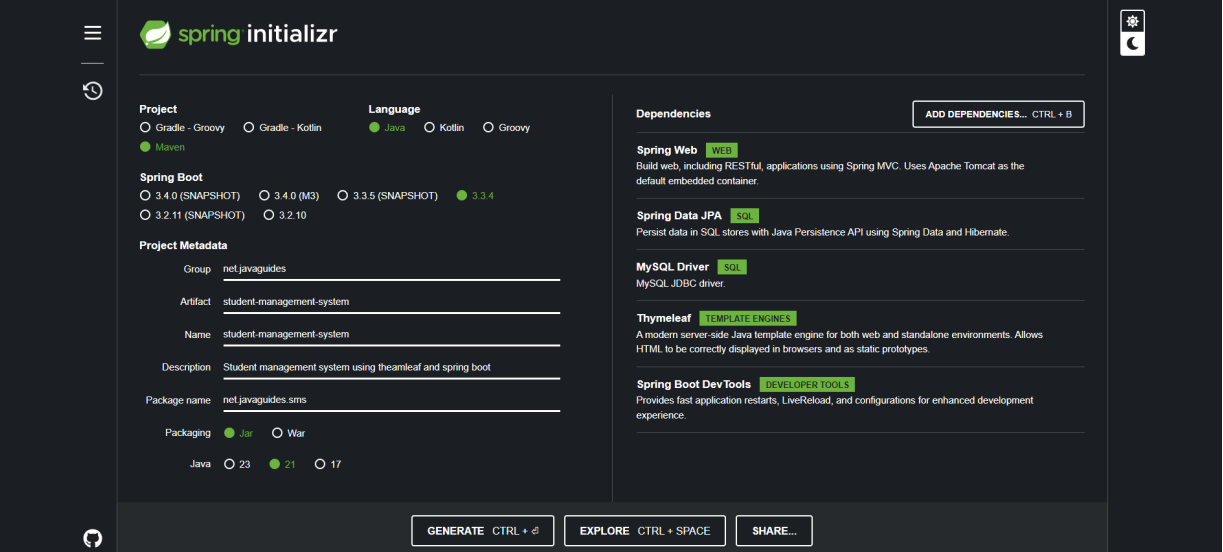 spring initializr
Project
Gradle - Groovy Gradle - Kotlin
Maven
Language
Java Kotlin Groovy
Spring Boot
3.4.0 (SNAPSHOT) 3.4.0 (M3) 3.3.5 (SNAPSHOT) 3.3.4
3.2.11 (SNAPSHOT) 3.2.10
Project Metadata
Group net.javaguides
Artifact student-management-system
Name student-management-system
Description Student management system using theamleaf and spring boot
Package name net.javaguides.sms
Packaging Jar War
Java 23 21 17
Dependencies ADD DEPENDENCIES... CTRL + B
Spring Web WEB
Build web, including RESTful, applications using Spring MVC. Uses Apache Tomcat as the
default embedded container.
Spring Data JPA SQL
Persist data in SQL stores with Java Persistence API using Spring Data and Hibernate.
MySQL Driver SQL
MySQL JDBC driver.
Thymeleaf TEMPLATE ENGINES
A modern server-side Java template engine for both web and standalone environments. Allows
HTML to be correctly displayed in browsers and as static prototypes.
Spring Boot DevTools DEVELOPER TOOLS
Provides fast application restarts, LiveReload, and configurations for enhanced development
experience.
GENERATE CTRL + ⏎ EXPLORE CTRL + SPACE SHARE...